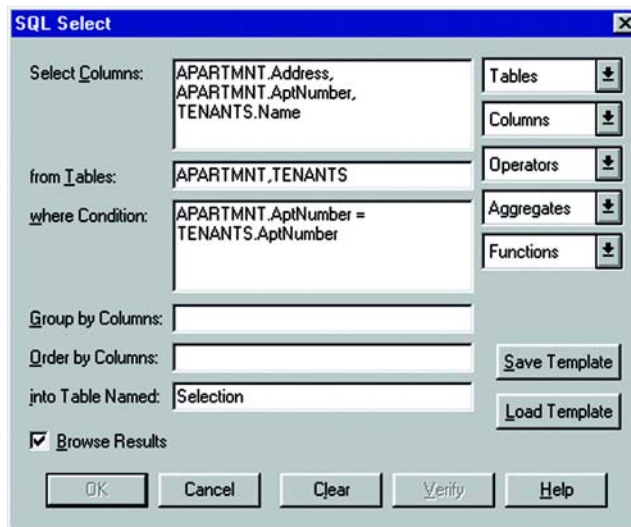 SQL Select
Select Columns:
APARTMNT.Address,
APARTMNT.AptNumber,
TENANTS.Name
Tables
Columns
from Tables:
APARTMNT,TENANTS
Operators
where Condition:
APARTMNT.AptNumber =
TENANTS.AptNumber
Aggregates
Functions
Group by Columns:
Order by Columns:
Save Template
into Table Named:
Selection
Load Template
Browse Results
OK
Cancel
Clear
Verify
Help